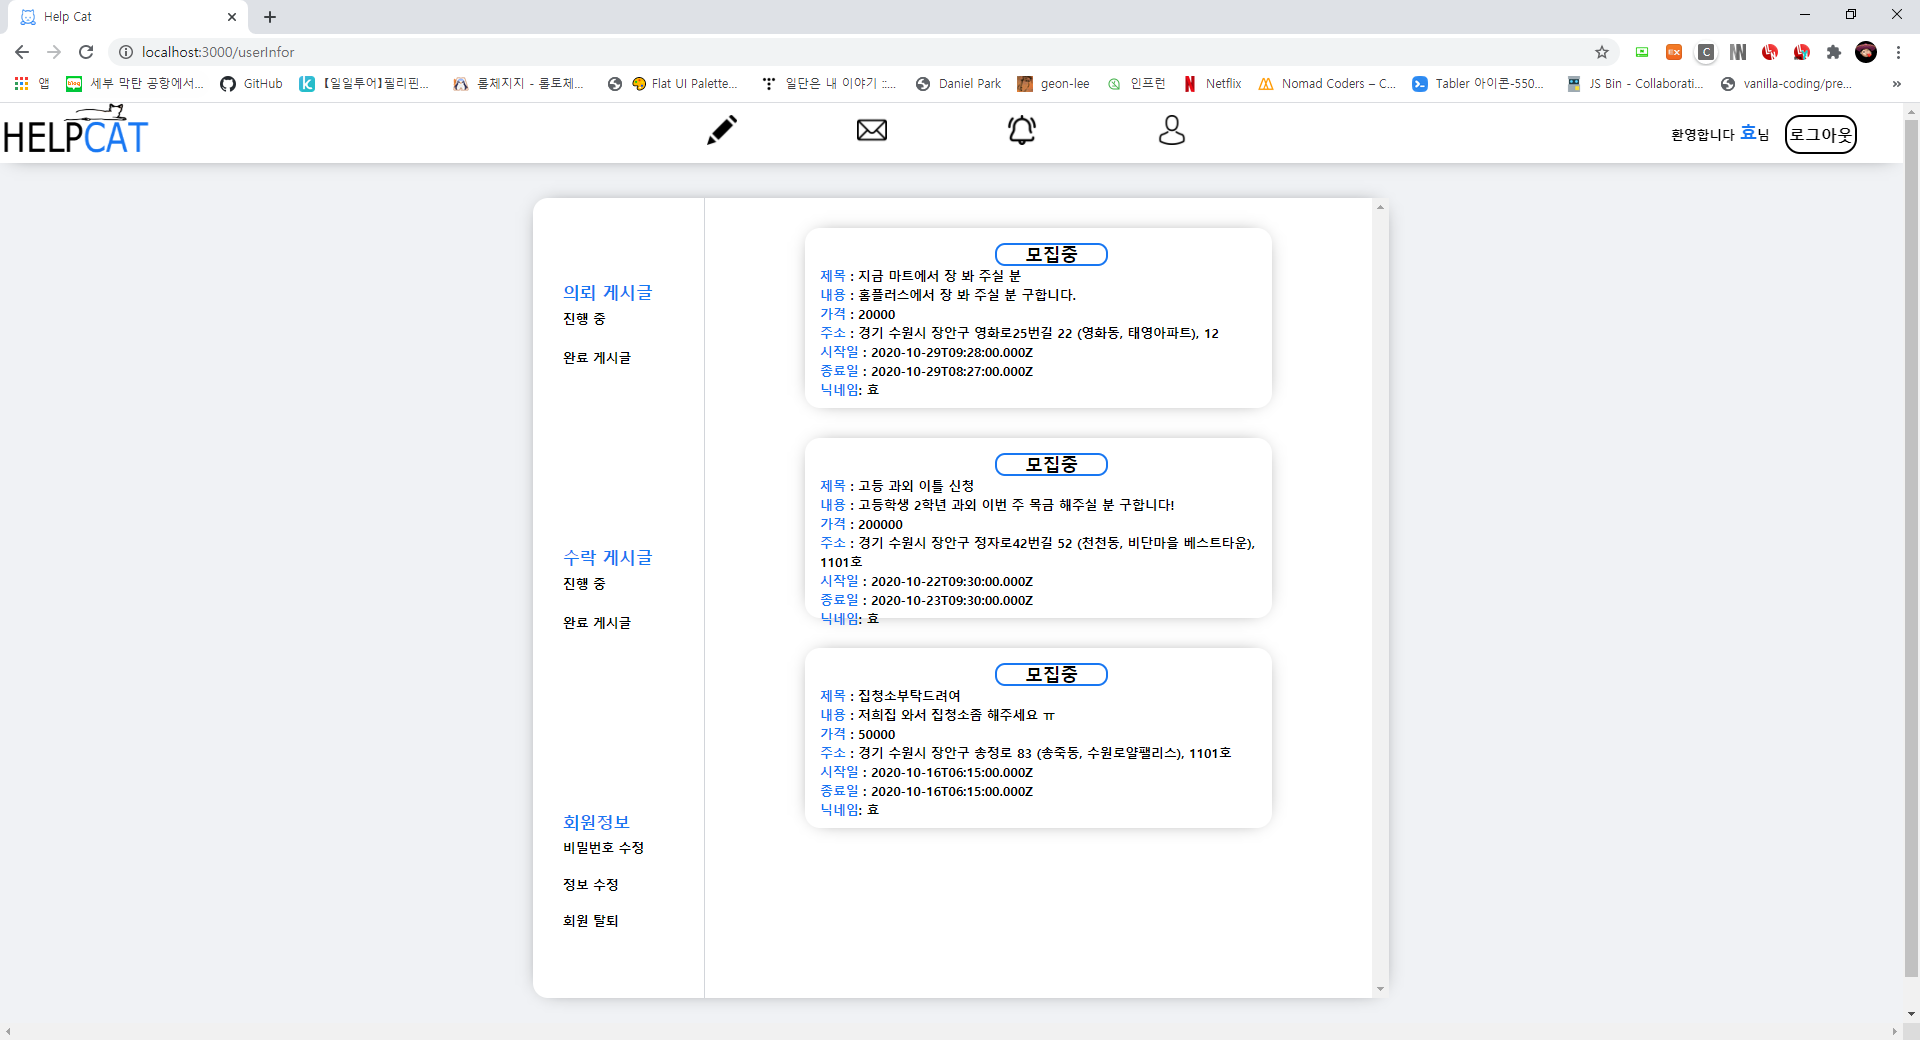 Help Cat
localhost:3000/userInfor
앱
세부 막탄 공항에서...
GitHub
【일일투어】필리핀...
롤체지지 - 롤토체...
Flat UI Palette...
일단은 내 이야기 ::...
Daniel Park
geon-lee
인프런
Netflix
Nomad Coders – C...
Tabler 아이콘-550...
JS Bin - Collaborati...
vanilla-coding/pre...
HELPCAT
환영합니다 효님
로그아웃
의뢰 게시글
진행 중
완료 게시글
수락 게시글
진행 중
완료 게시글
회원정보
비밀번호 수정
정보 수정
회원 탈퇴
모집중
제목 : 지금 마트에서 장 봐 주실 분
내용 : 홈플러스에서 장 봐 주실 분 구합니다.
가격 : 20000
주소 : 경기 수원시 장안구 영화로25번길 22 (영화동, 태영아파트), 12
시작일 : 2020-10-29T09:28:00.000Z
종료일 : 2020-10-29T08:27:00.000Z
닉네임: 효
모집중
제목 : 고등 과외 이틀 신청
내용 : 고등학생 2학년 과외 이번 주 목금 해주실 분 구합니다!
가격 : 200000
주소 : 경기 수원시 장안구 정자로42번길 52 (천천동, 비단마을 베스트타운),
1101호
시작일 : 2020-10-22T09:30:00.000Z
종료일 : 2020-10-23T09:30:00.000Z
닉네임: 효
모집중
제목 : 집청소부탁드려여
내용 : 저희집 와서 집청소좀 해주세요 ㅠ
가격 : 50000
주소 : 경기 수원시 장안구 송정로 83 (송죽동, 수원로얄팰리스), 1101호
시작일 : 2020-10-16T06:15:00.000Z
종료일 : 2020-10-16T06:15:00.000Z
닉네임: 효